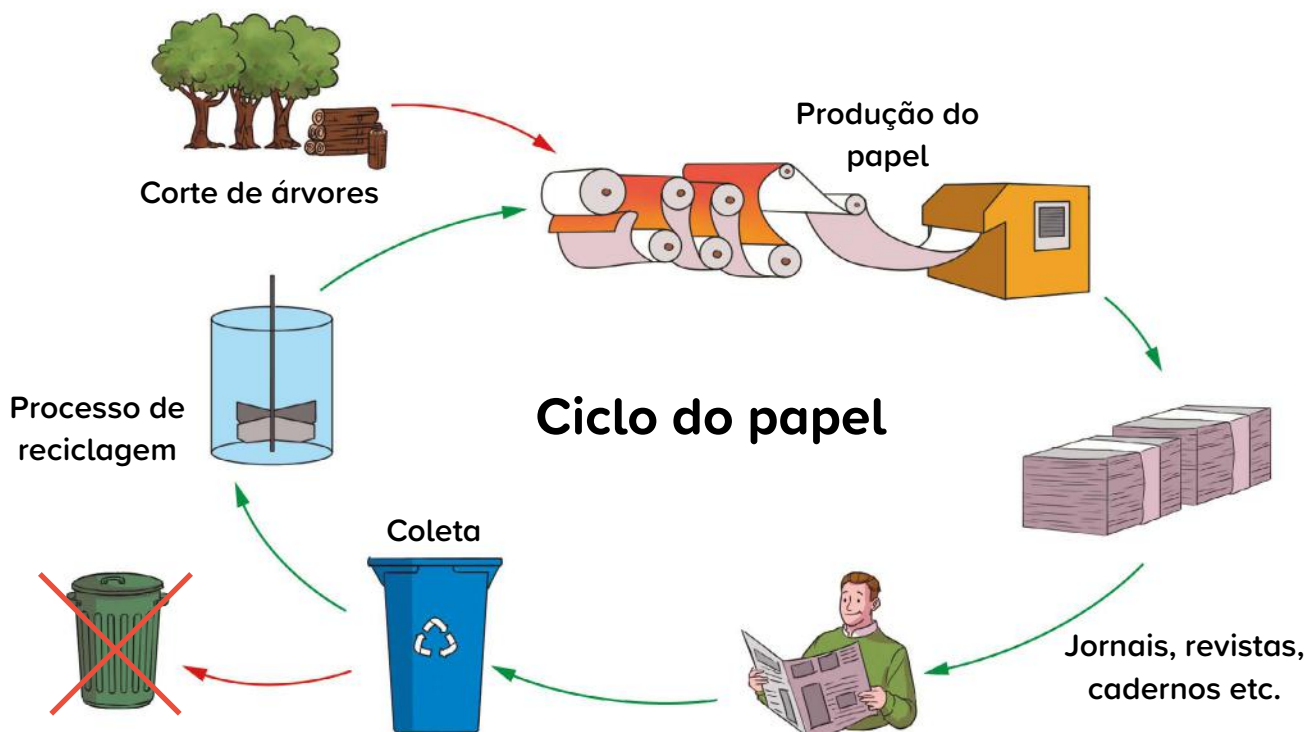 Produção do
papel
Corte de árvores
Processo de
reciclagem
Ciclo do papel
Coleta
Jornais, revistas,
cadernos etc.